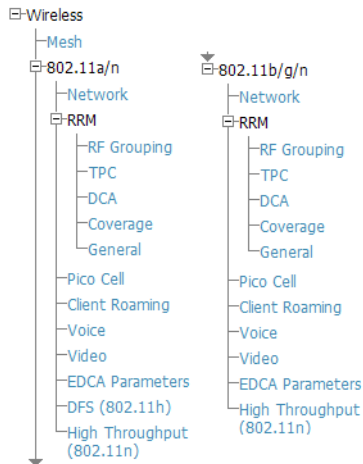 Wireless
Mesh
802.11a/n
Network
RRM
RF Grouping
TPC
DCA
Coverage
General
Pico Cell
Client Roaming
Voice
Video
EDCA Parameters
DFS (802.11h)
High Throughput
(802.11n)
802.11b/g/n
Network
RRM
RF Grouping
TPC
DCA
Coverage
General
Pico Cell
Client Roaming
Voice
Video
EDCA Parameters
High Throughput
(802.11n)